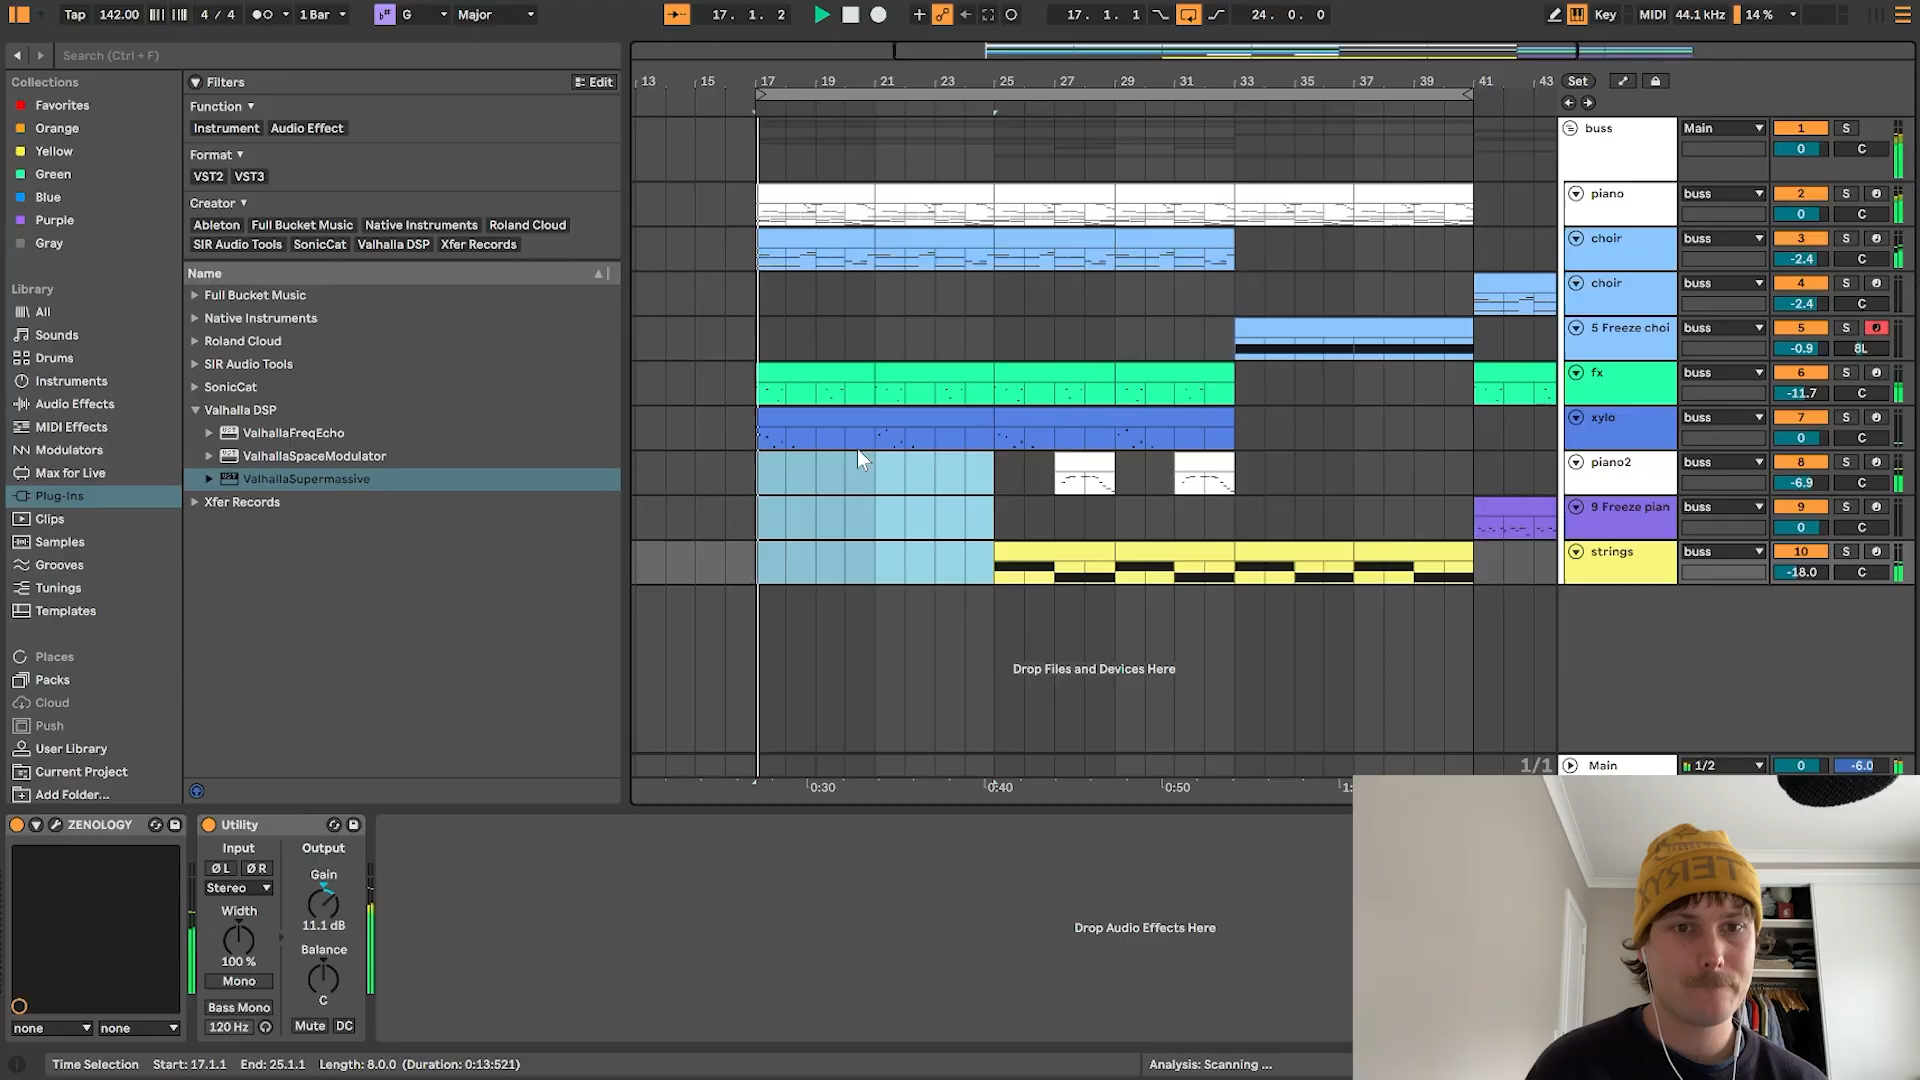 Tap 142.00 4 / 4 1 Bar G Major 17. 1. 2 17. 1. 1 24. 0. 0 Key MIDI 44.1 kHz 14 %
Search (Ctrl + F)
Collections
Favorites
Orange
Yellow
Green
Blue
Purple
Gray
Library
All
Sounds
Drums
Instruments
Audio Effects
MIDI Effects
Modulators
Max for Live
Plug-Ins
Clips
Samples
Grooves
Tunings
Templates
Places
Packs
Cloud
Push
User Library
Current Project
Add Folder...
Filters Edit
Function
Instrument Audio Effect
Format
VST2 VST3
Creator
Ableton Full Bucket Music Native Instruments Roland Cloud
SIR Audio Tools SonicCat Valhalla DSP Xfer Records
Name
Full Bucket Music
Native Instruments
Roland Cloud
SIR Audio Tools
SonicCat
Valhalla DSP
ValhallaFreqEcho
ValhallaSpaceModulator
ValhallaSupermassive
Xfer Records
13 15 17 19 21 23 25 27 29 31 33 35 37 39 41 43 Set
buss Main 1 S
0 C
piano buss 2 S
0 C
choir buss 3 S
-2.4 C
choir buss 4 S
-2.4 C
5 Freeze choi buss 5 S
-0.9 8L
fx buss 6 S
-11.7 C
xylo buss 7 S
0 C
piano2 buss 8 S
-6.9 C
9 Freeze pian buss 9 S
0 C
strings buss 10 S
-18.0 C
Drop Files and Devices Here
1/1 Main 1/2 0 -6.0
0:30 0:40 0:50 1:
ZENOLOGY
none none
Utility
Input Output
Ø L Ø R Gain
Stereo
Width 11.1 dB
Balance
100 %
Mono C
Bass Mono
120 Hz Mute DC
Drop Audio Effects Here
Time Selection Start: 17.1.1 End: 25.1.1 Length: 8.0.0 (Duration: 0:13:521) Analysis: Scanning ...